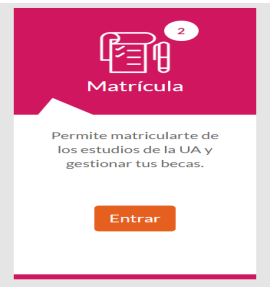 2
Matrícula
Permite matricularte de
los estudios de la UA y
gestionar tus becas.
Entrar